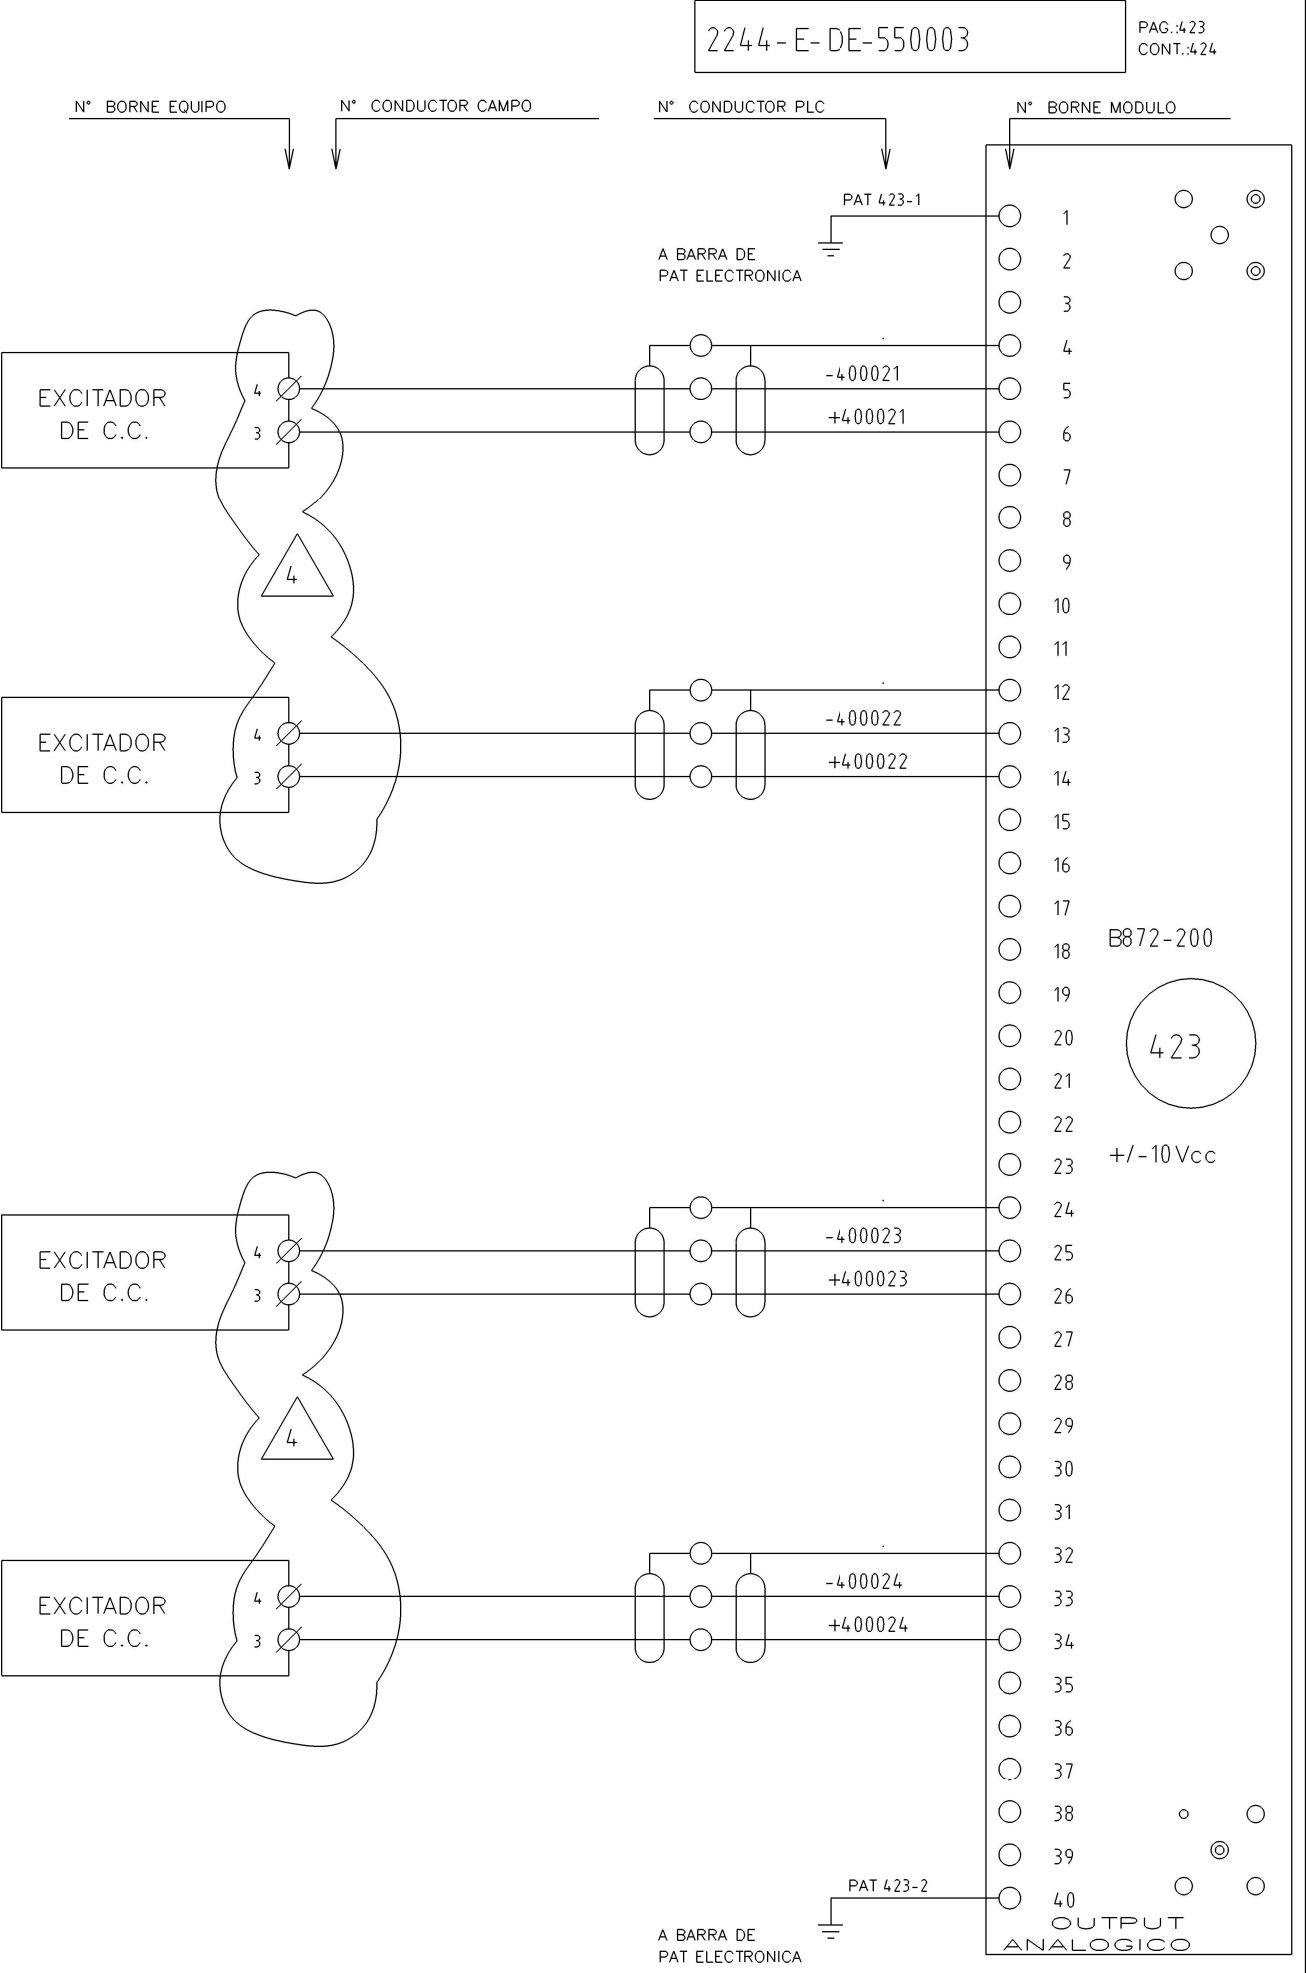 2244-E-DE-550003
PAG.:423
CONT.:424
N° BORNE EQUIPO
N° CONDUCTOR CAMPO
N° CONDUCTOR PLC
N° BORNE MODULO
PAT 423-1
1
A BARRA DE
PAT ELECTRONICA
2
3
4
EXCITADOR
DE C.C.
4
-400021
5
3
+400021
6
7
8
9
4
10
11
12
EXCITADOR
DE C.C.
4
-400022
13
3
+400022
14
15
16
17
B872-200
18
19
20
423
21
22
+/-10Vcc
23
24
EXCITADOR
DE C.C.
4
-400023
25
3
+400023
26
27
28
29
4
30
31
32
EXCITADOR
DE C.C.
4
-400024
33
3
+400024
34
35
36
37
38
39
PAT 423-2
40
A BARRA DE
PAT ELECTRONICA
OUTPUT
ANALOGICO